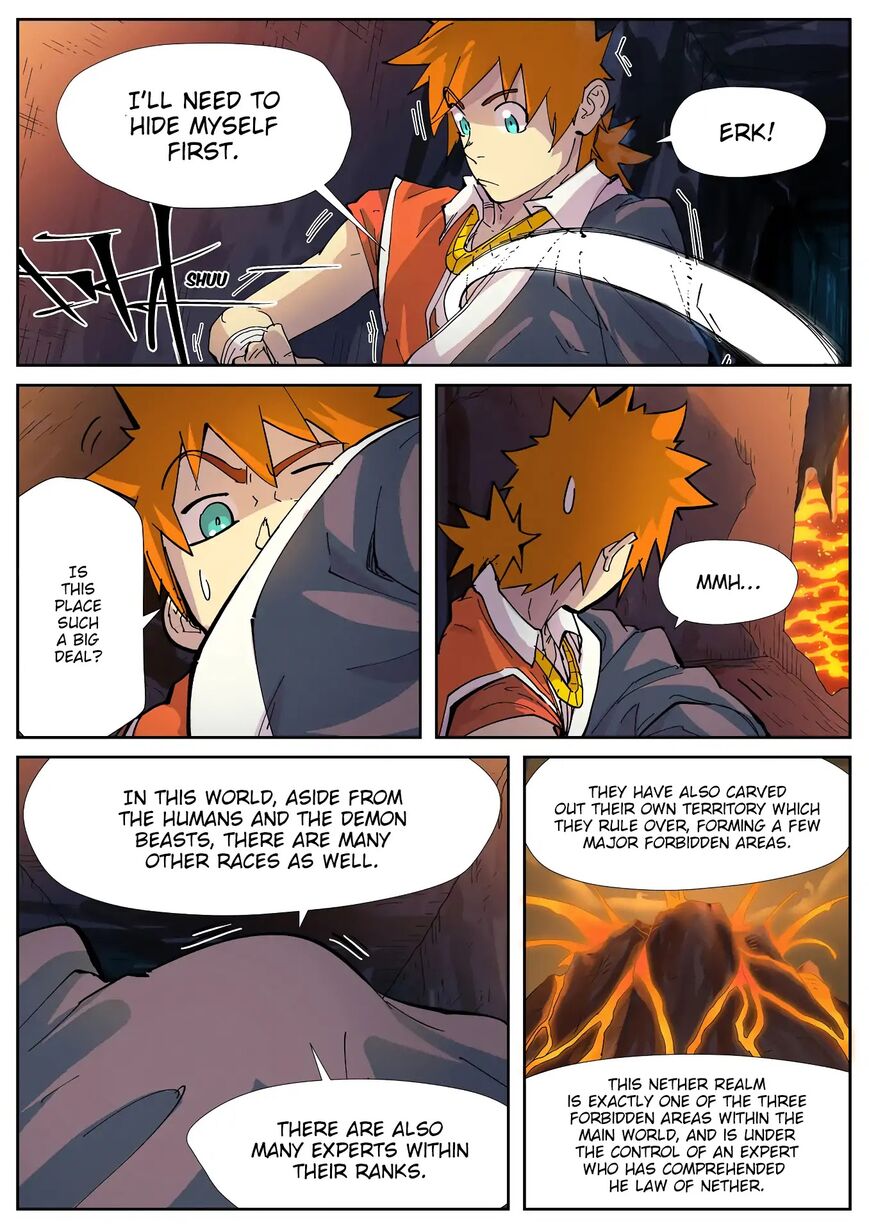 I'LL NEED TO
HIDE MYSELF
FIRST.
ERK!
SHUU
IS
THIS
PLACE
SUCH
A BIG
DEAL?
MMH...
IN THIS WORLD, ASIDE FROM
THE HUMANS AND THE DEMON
BEASTS, THERE ARE MANY
OTHER RACES AS WELL.
THERE ARE ALSO
MANY EXPERTS WITHIN
THEIR RANKS.
THEY HAVE ALSO CARVED
OUT THEIR OWN TERRITORY WHICH
THEY RULE OVER, FORMING A FEW
MAJOR FORBIDDEN AREAS.
THIS NETHER REALM
IS EXACTLY ONE OF THE THREE
FORBIDDEN AREAS WITHIN THE
MAIN WORLD, AND IS UNDER
THE CONTROL OF AN EXPERT
WHO HAS COMPREHENDED
HE LAW OF NETHER.